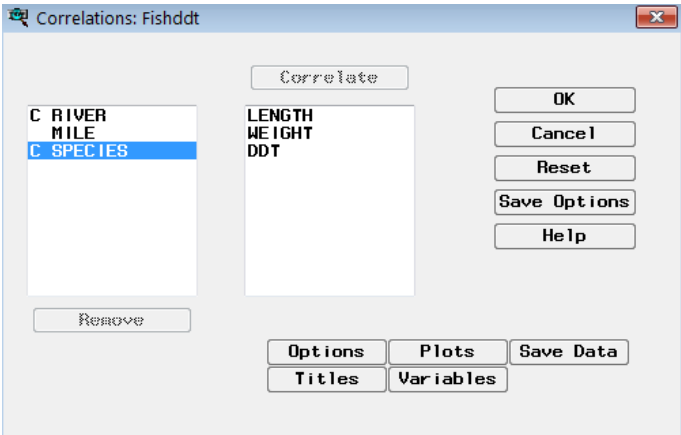 Correlations: Fishddt
Correlate
C RIVER
MILE
C SPECIES
LENGTH
WEIGHT
DDT
OK
Cancel
Reset
Save Options
Help
Remove
Options Plots Save Data
Titles Variables